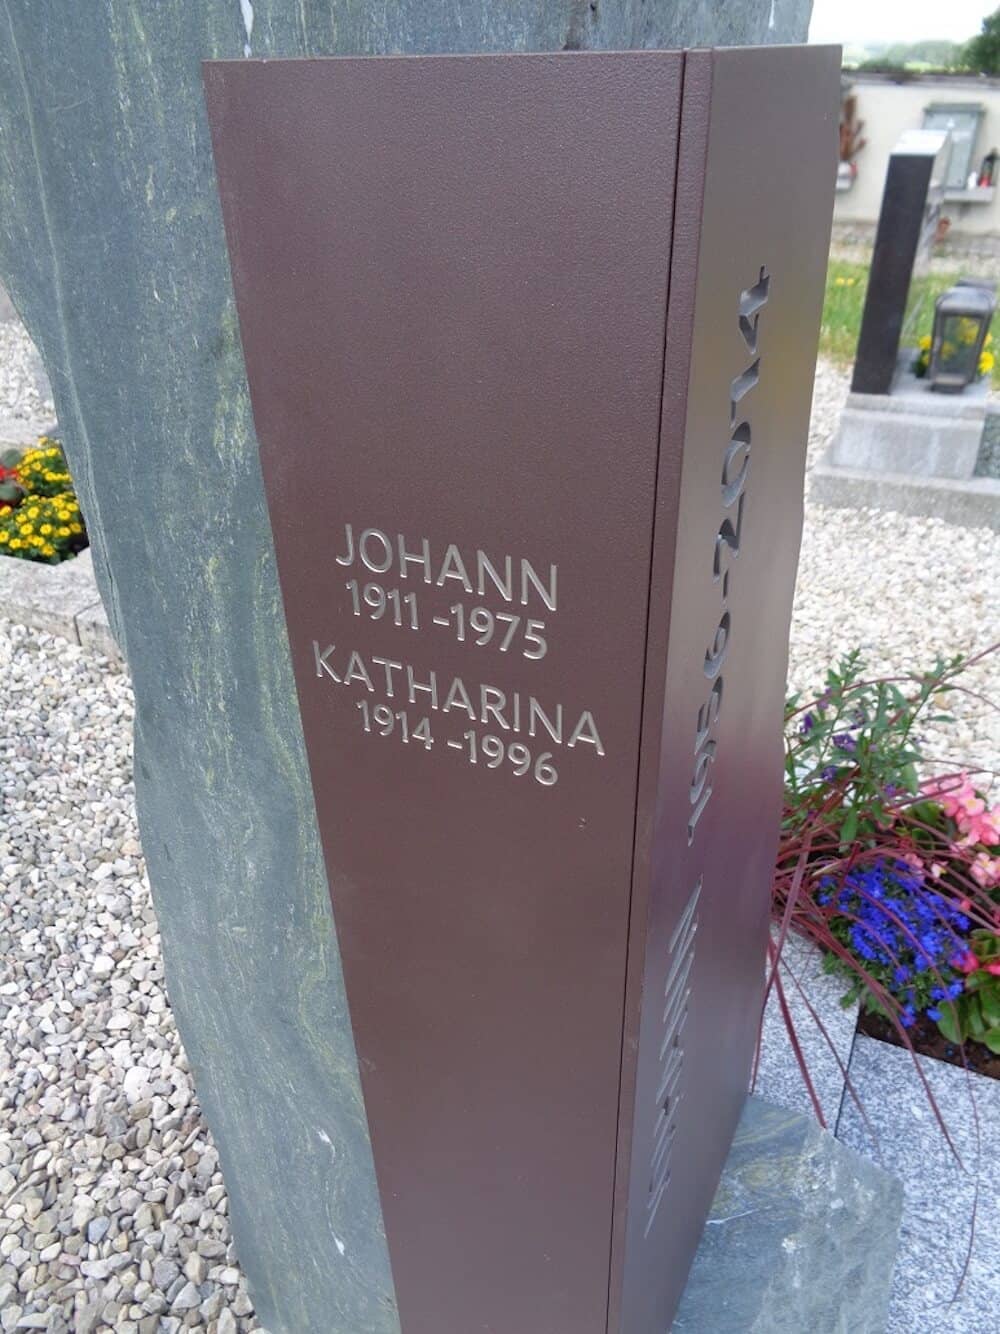 JOHANN
1911 - 1975
KATHARINA
1914 - 1996
1956-2014